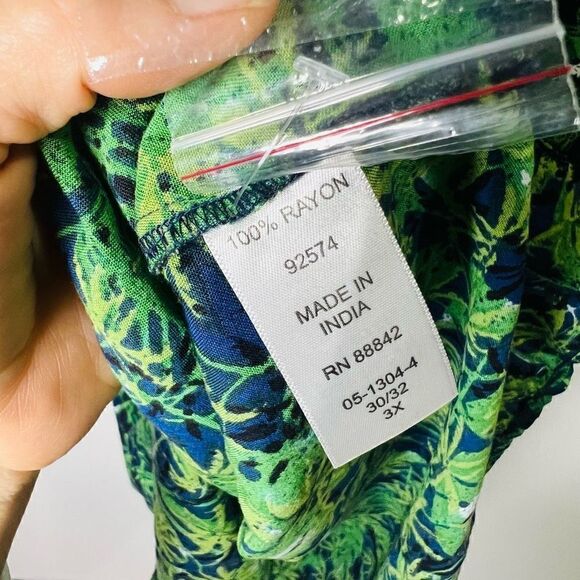 100% RAYON
92574
MADE IN
INDIA
RN 88842
05-1304-4
30/32
3X